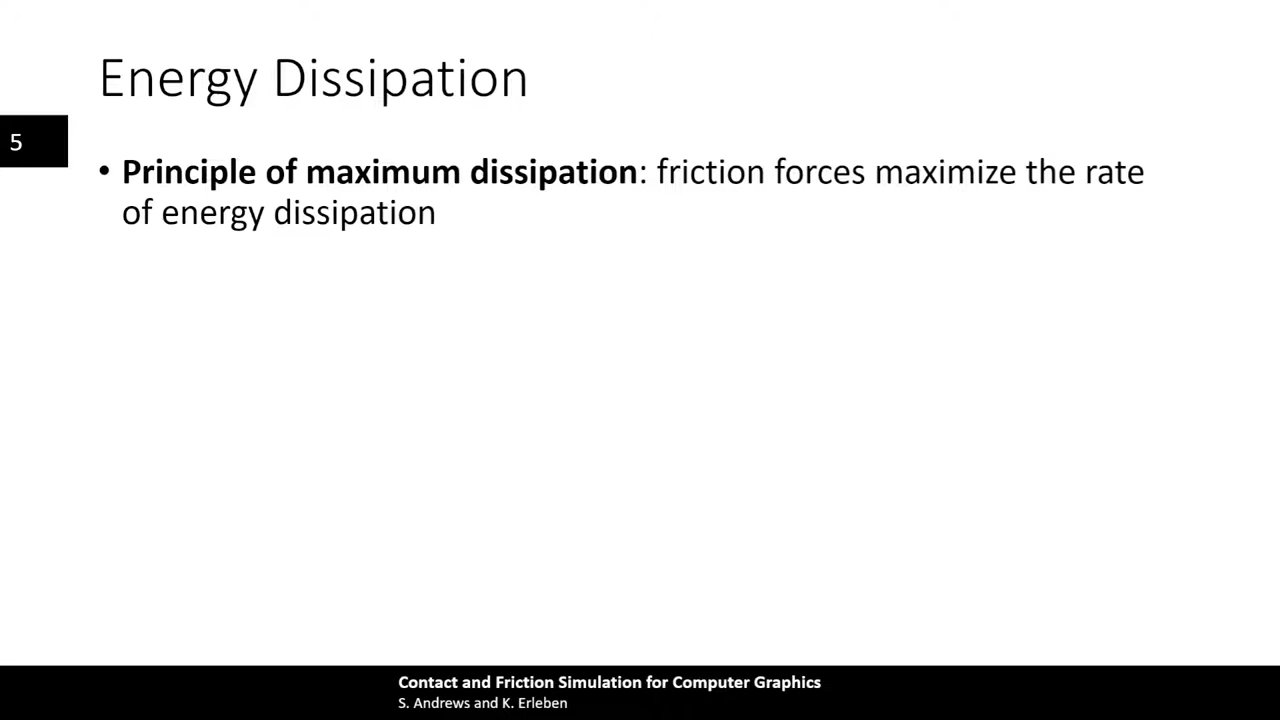 Energy Dissipation
5
• Principle of maximum dissipation: friction forces maximize the rate
of energy dissipation
Contact and Friction Simulation for Computer Graphics
S. Andrews and K. Erleben